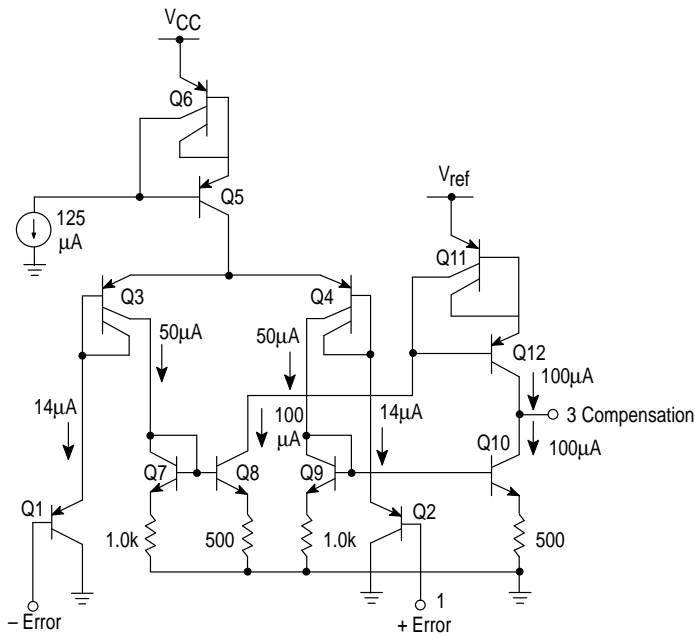 VCC
Q6
Q5
125
μA
Vref
Q11
Q3
Q4
Q12
50μA
50μA
100μA
3 Compensation
100μA
14μA
100
μA
14μA
Q7
Q8
Q9
Q10
Q1
1.0k
500
1.0k
Q2
500
– Error
1
+ Error